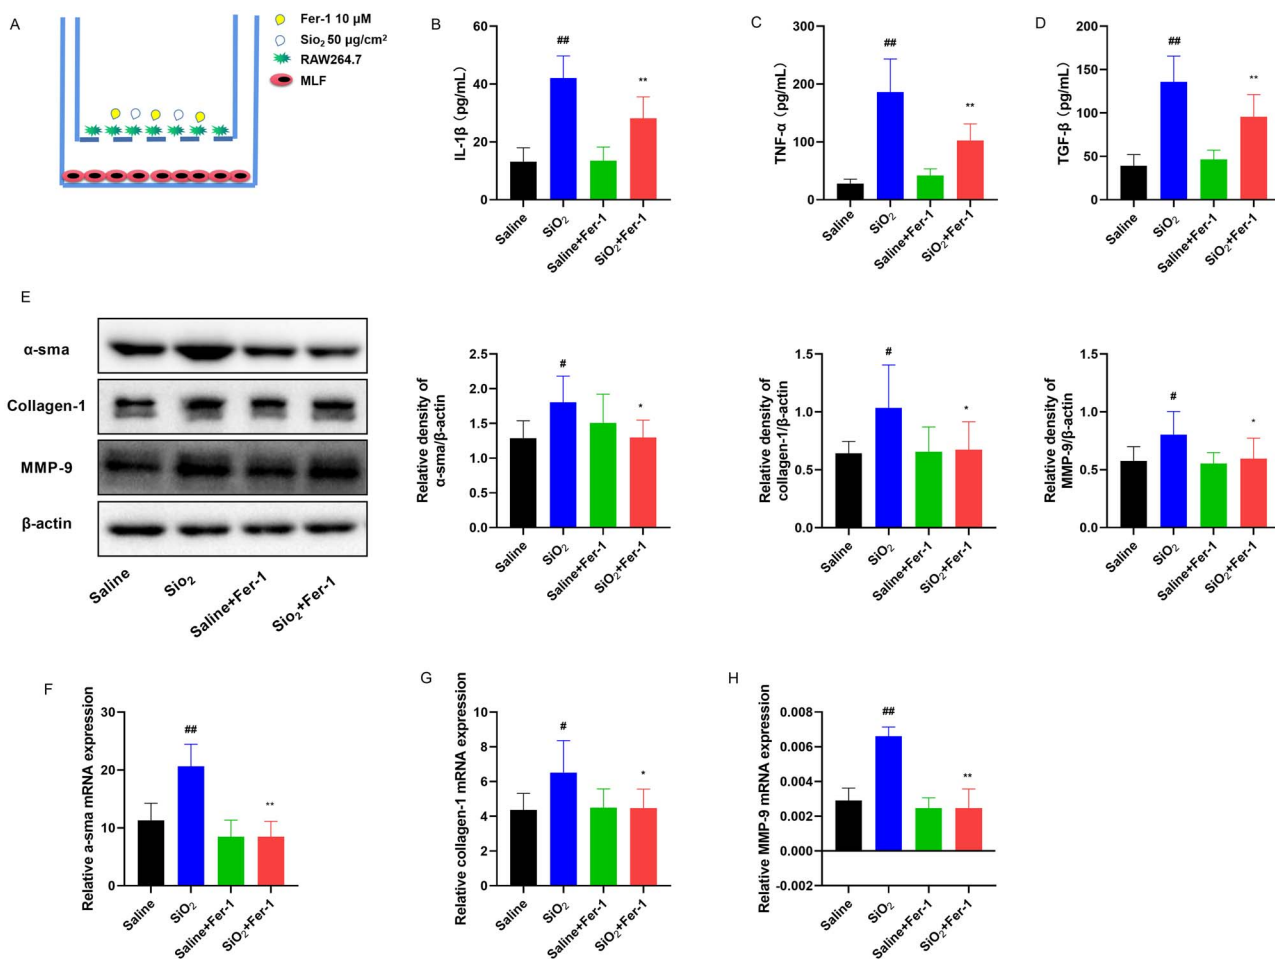 A
Fer-1 10 μM
Sio₂ 50 μg/cm²
RAW264.7
MLF
B
IL-1β (pg/mL)
60
40
20
0
##
**
Saline
SiO₂
Saline+Fer-1
SiO₂+Fer-1
C
TNF-α (pg/mL)
300
200
100
0
##
**
Saline
SiO₂
Saline+Fer-1
SiO₂+Fer-1
D
TGF-β (pg/mL)
200
150
100
50
0
##
**
Saline
SiO₂
Saline+Fer-1
SiO₂+Fer-1
E
α-sma
Collagen-1
MMP-9
β-actin
Saline
Sio₂
Saline+Fer-1
Sio₂+Fer-1
Relative density of
α-sma/β-actin
2.5
2.0
1.5
1.0
0.5
0.0
#
*
Saline
SiO₂
Saline+Fer-1
SiO₂+Fer-1
Relative density of
collagen-1/β-actin
1.5
1.0
0.5
0.0
#
*
Saline
SiO₂
Saline+Fer-1
SiO₂+Fer-1
Relative density of
MMP-9/β-actin
1.5
1.0
0.5
0.0
#
*
Saline
SiO₂
Saline+Fer-1
SiO₂+Fer-1
F
Relative a-sma mRNA expression
30
20
10
0
##
**
Saline
SiO₂
Saline+Fer-1
SiO₂+Fer-1
G
Relative collagen-1 mRNA expression
10
8
6
4
2
0
#
*
Saline
SiO₂
Saline+Fer-1
SiO₂+Fer-1
H
Relative MMP-9 mRNA expression
0.008
0.006
0.004
0.002
0.000
-0.002
##
**
Saline
SiO₂
Saline+Fer-1
SiO₂+Fer-1